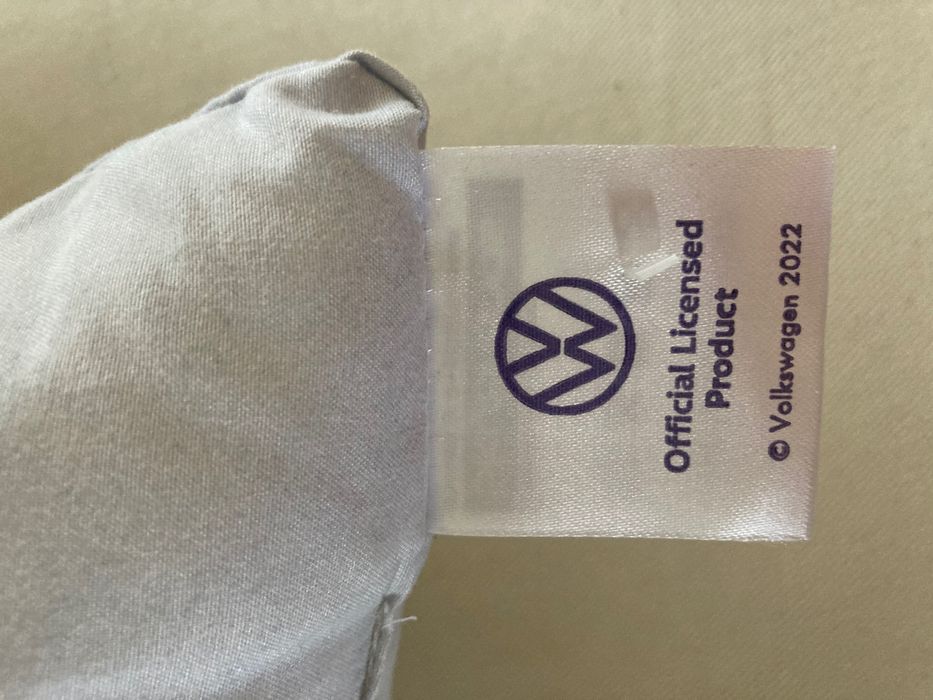 Official Licensed
Product
© Volkswagen 2022